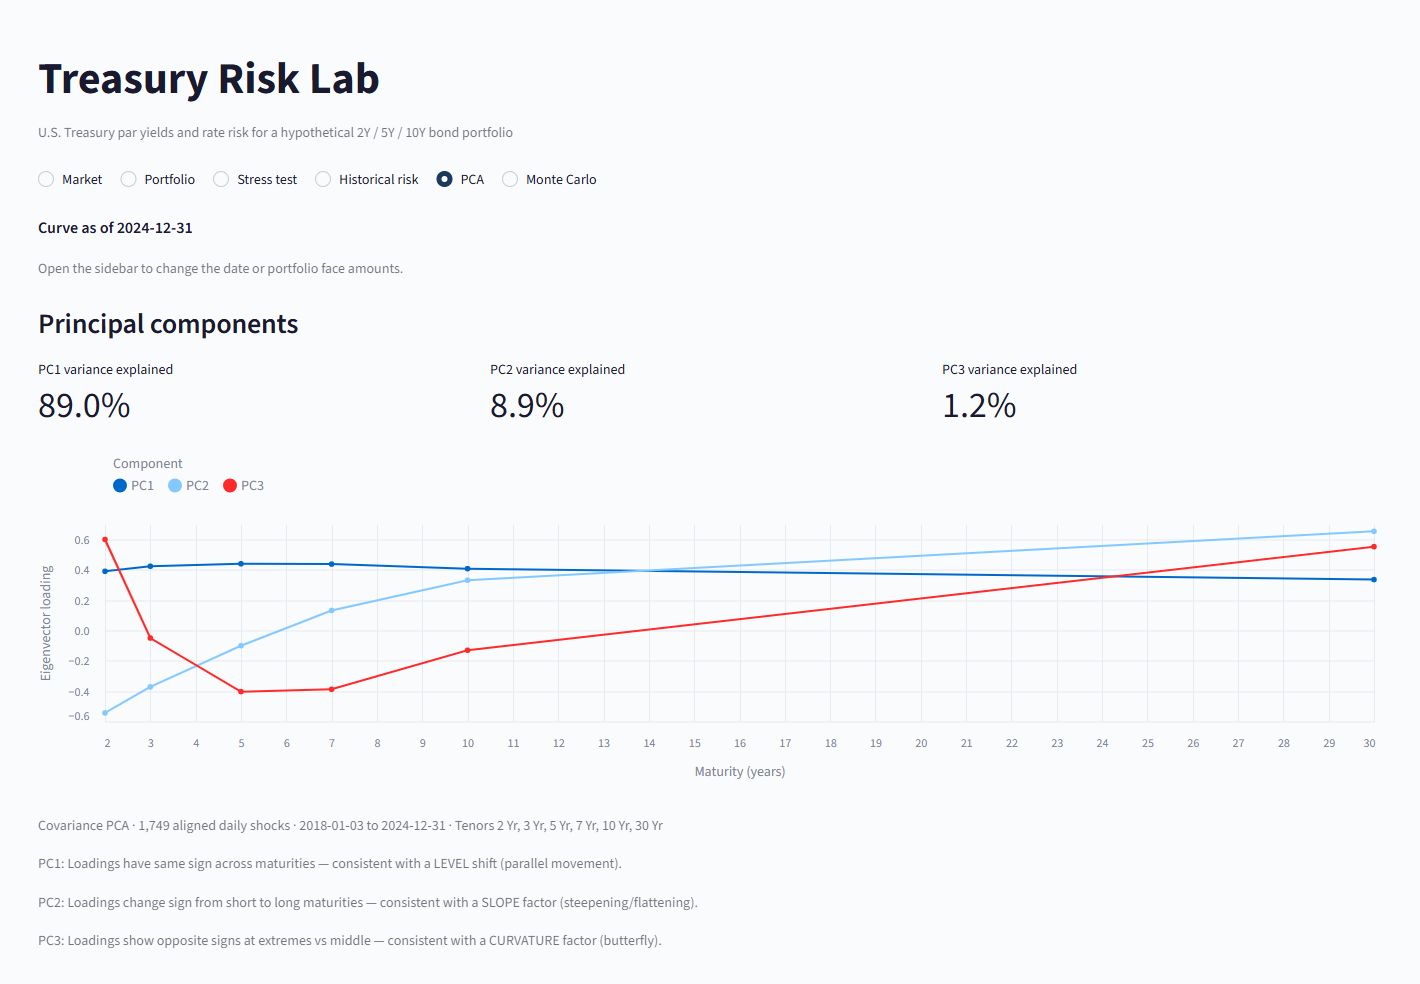 Treasury Risk Lab
U.S. Treasury par yields and rate risk for a hypothetical 2Y / 5Y / 10Y bond portfolio
Market Portfolio Stress test Historical risk PCA Monte Carlo
Curve as of 2024-12-31
Open the sidebar to change the date or portfolio face amounts.
Principal components
PC1 variance explained PC2 variance explained PC3 variance explained
89.0% 8.9% 1.2%
Component
PC1 PC2 PC3
Eigenvector loading
0.6
0.4
0.2
0.0
−0.2
−0.4
−0.6
2 3 4 5 6 7 8 9 10 11 12 13 14 15 16 17 18 19 20 21 22 23 24 25 26 27 28 29 30
Maturity (years)
Covariance PCA · 1,749 aligned daily shocks · 2018-01-03 to 2024-12-31 · Tenors 2 Yr, 3 Yr, 5 Yr, 7 Yr, 10 Yr, 30 Yr
PC1: Loadings have same sign across maturities — consistent with a LEVEL shift (parallel movement).
PC2: Loadings change sign from short to long maturities — consistent with a SLOPE factor (steepening/flattening).
PC3: Loadings show opposite signs at extremes vs middle — consistent with a CURVATURE factor (butterfly).